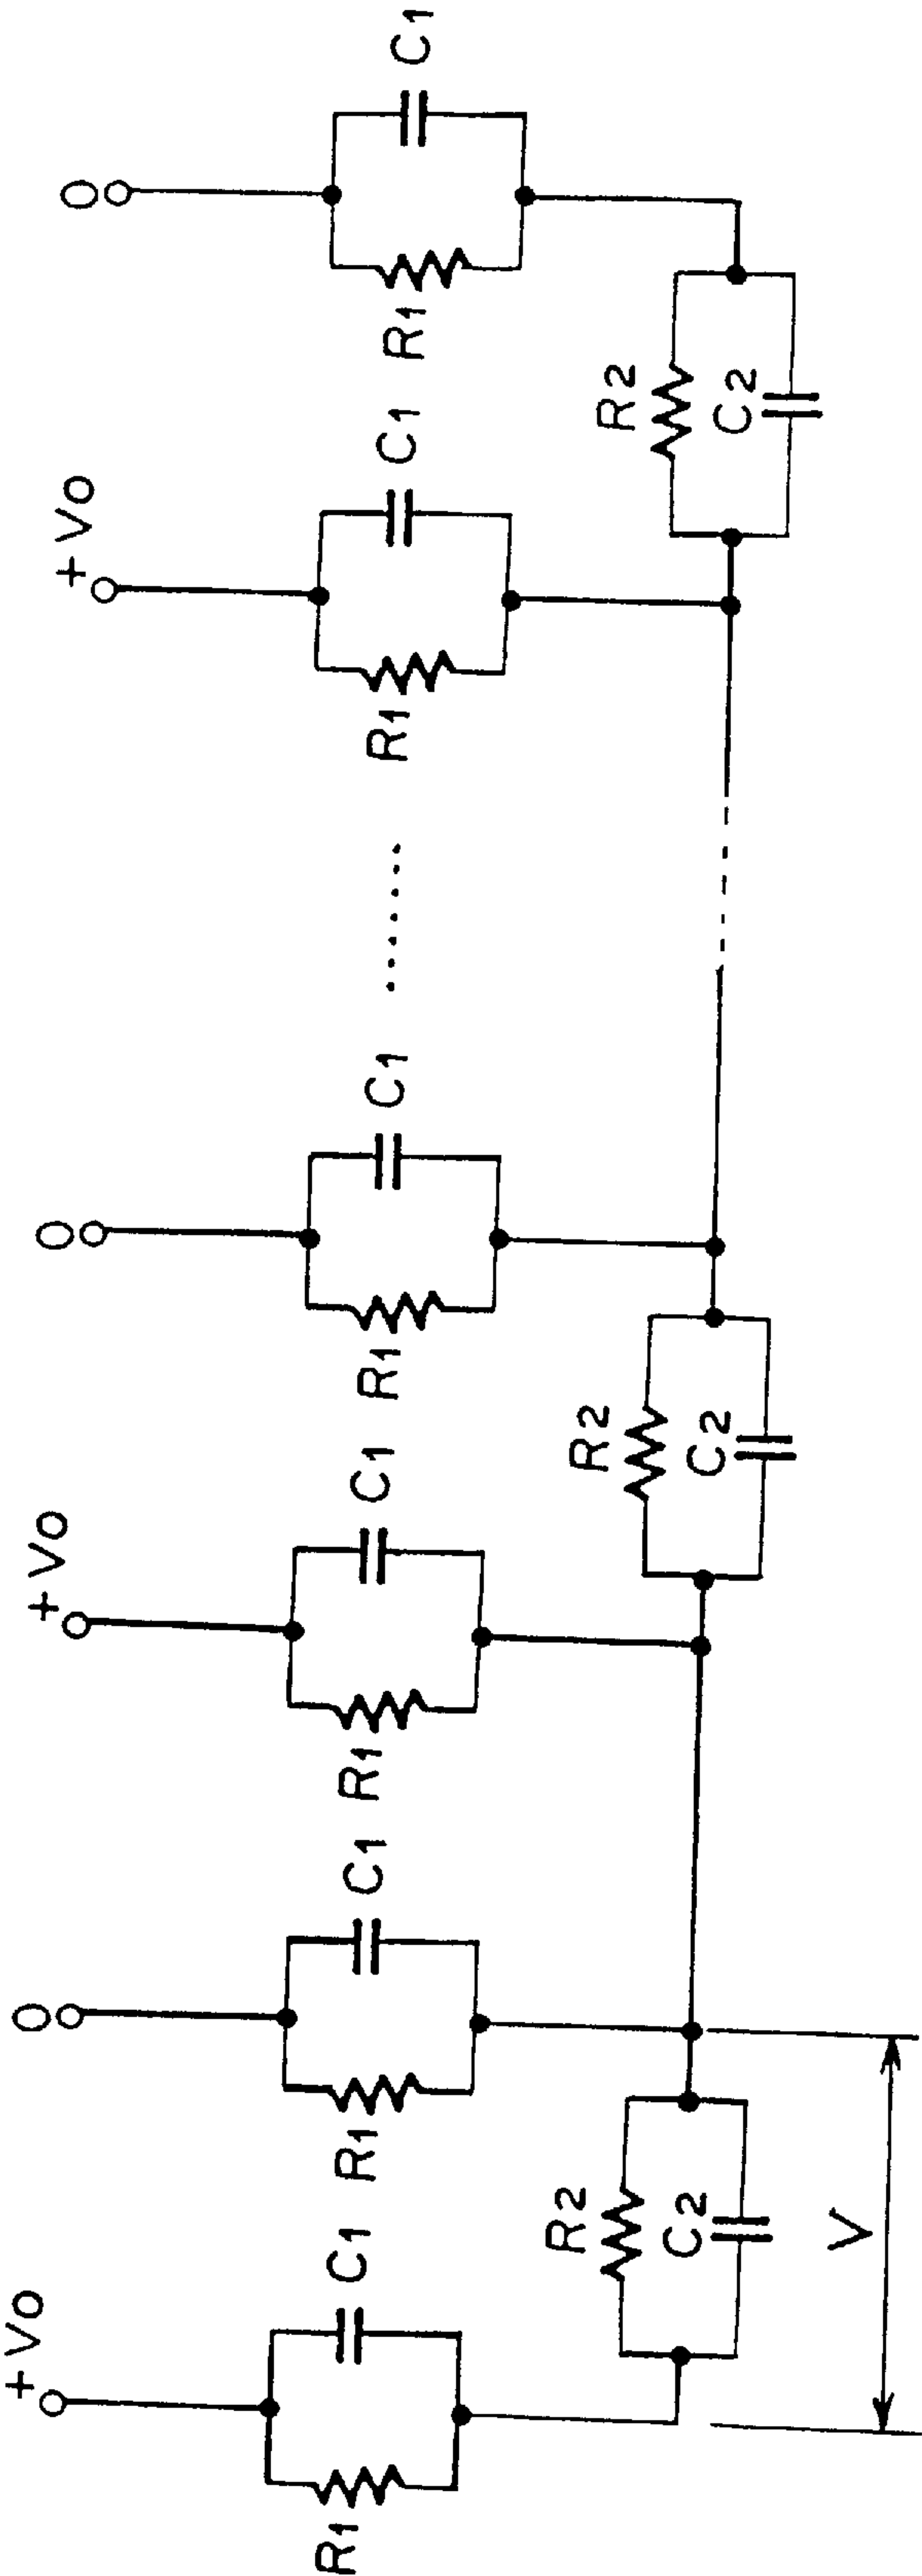 +Vo 0 +Vo 0 +Vo 0
R1 C1 R1 C1 R1 C1 R1 C1 ....... R1 C1 R1 C1
R2 R2 R2
C2 C2 C2
V